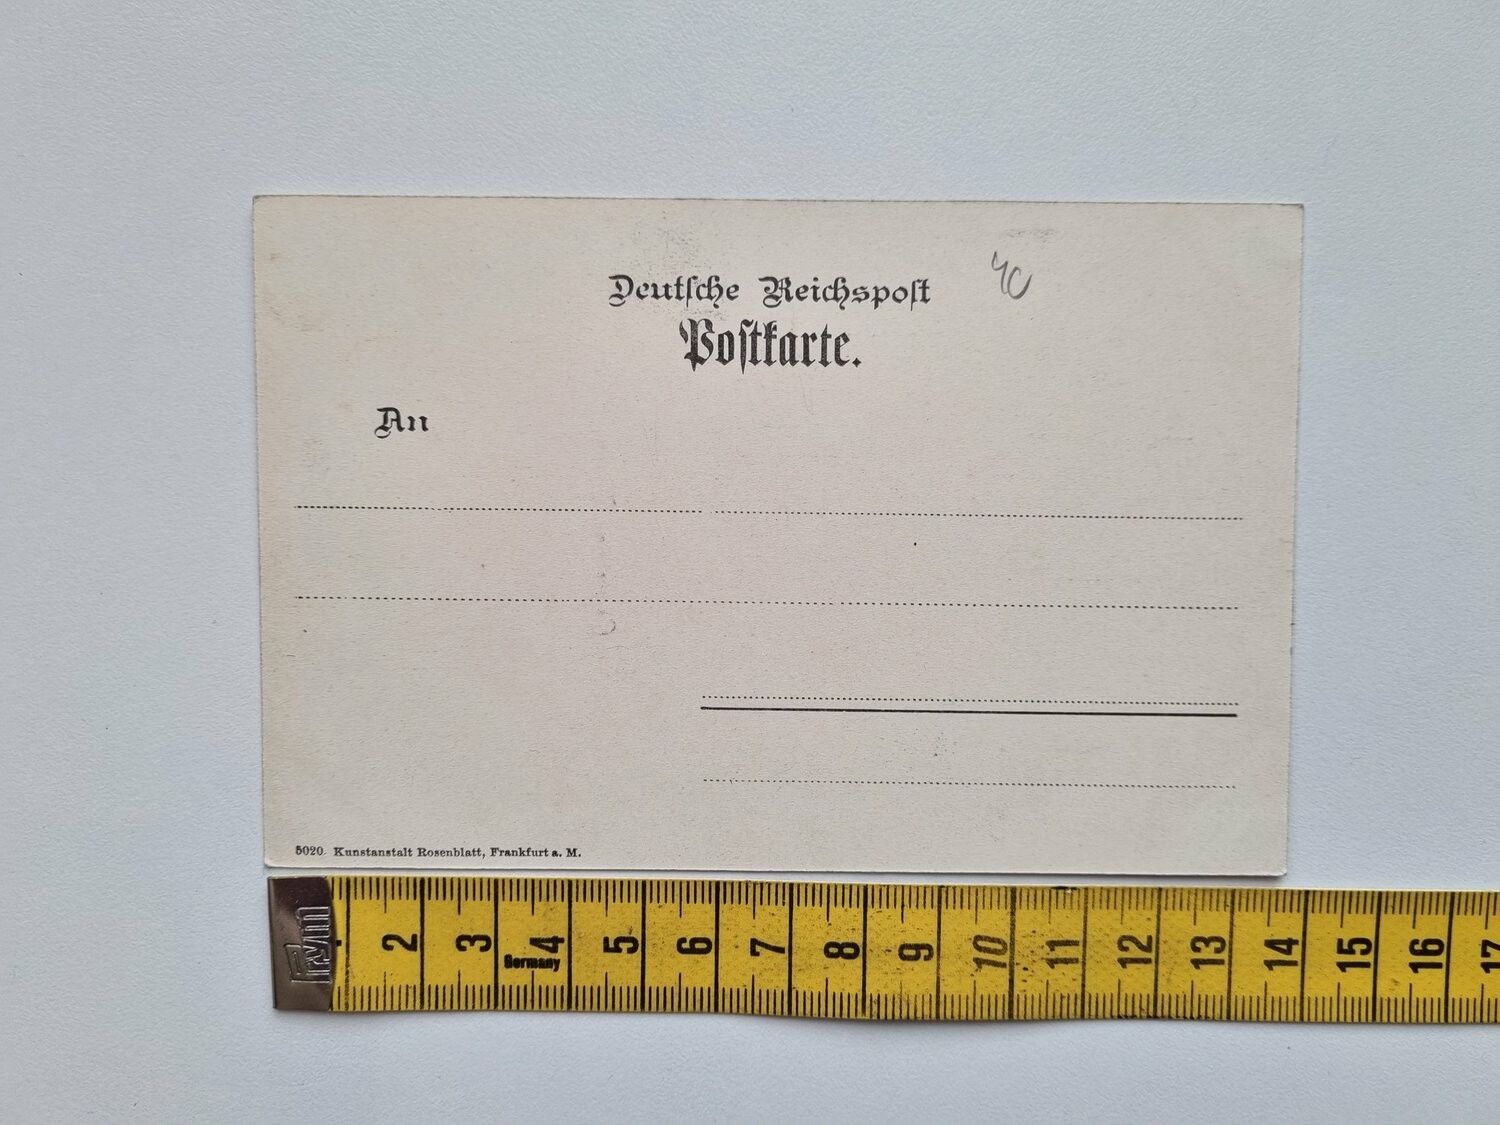 Deutſche Reichspoſt
Poſtkarte.
An
5020 Kunstanstalt Rosenblatt, Frankfurt a. M.
Prym
2 3 4 5 6 7 8 9 10 11 12 13 14 15 16 17
Germany